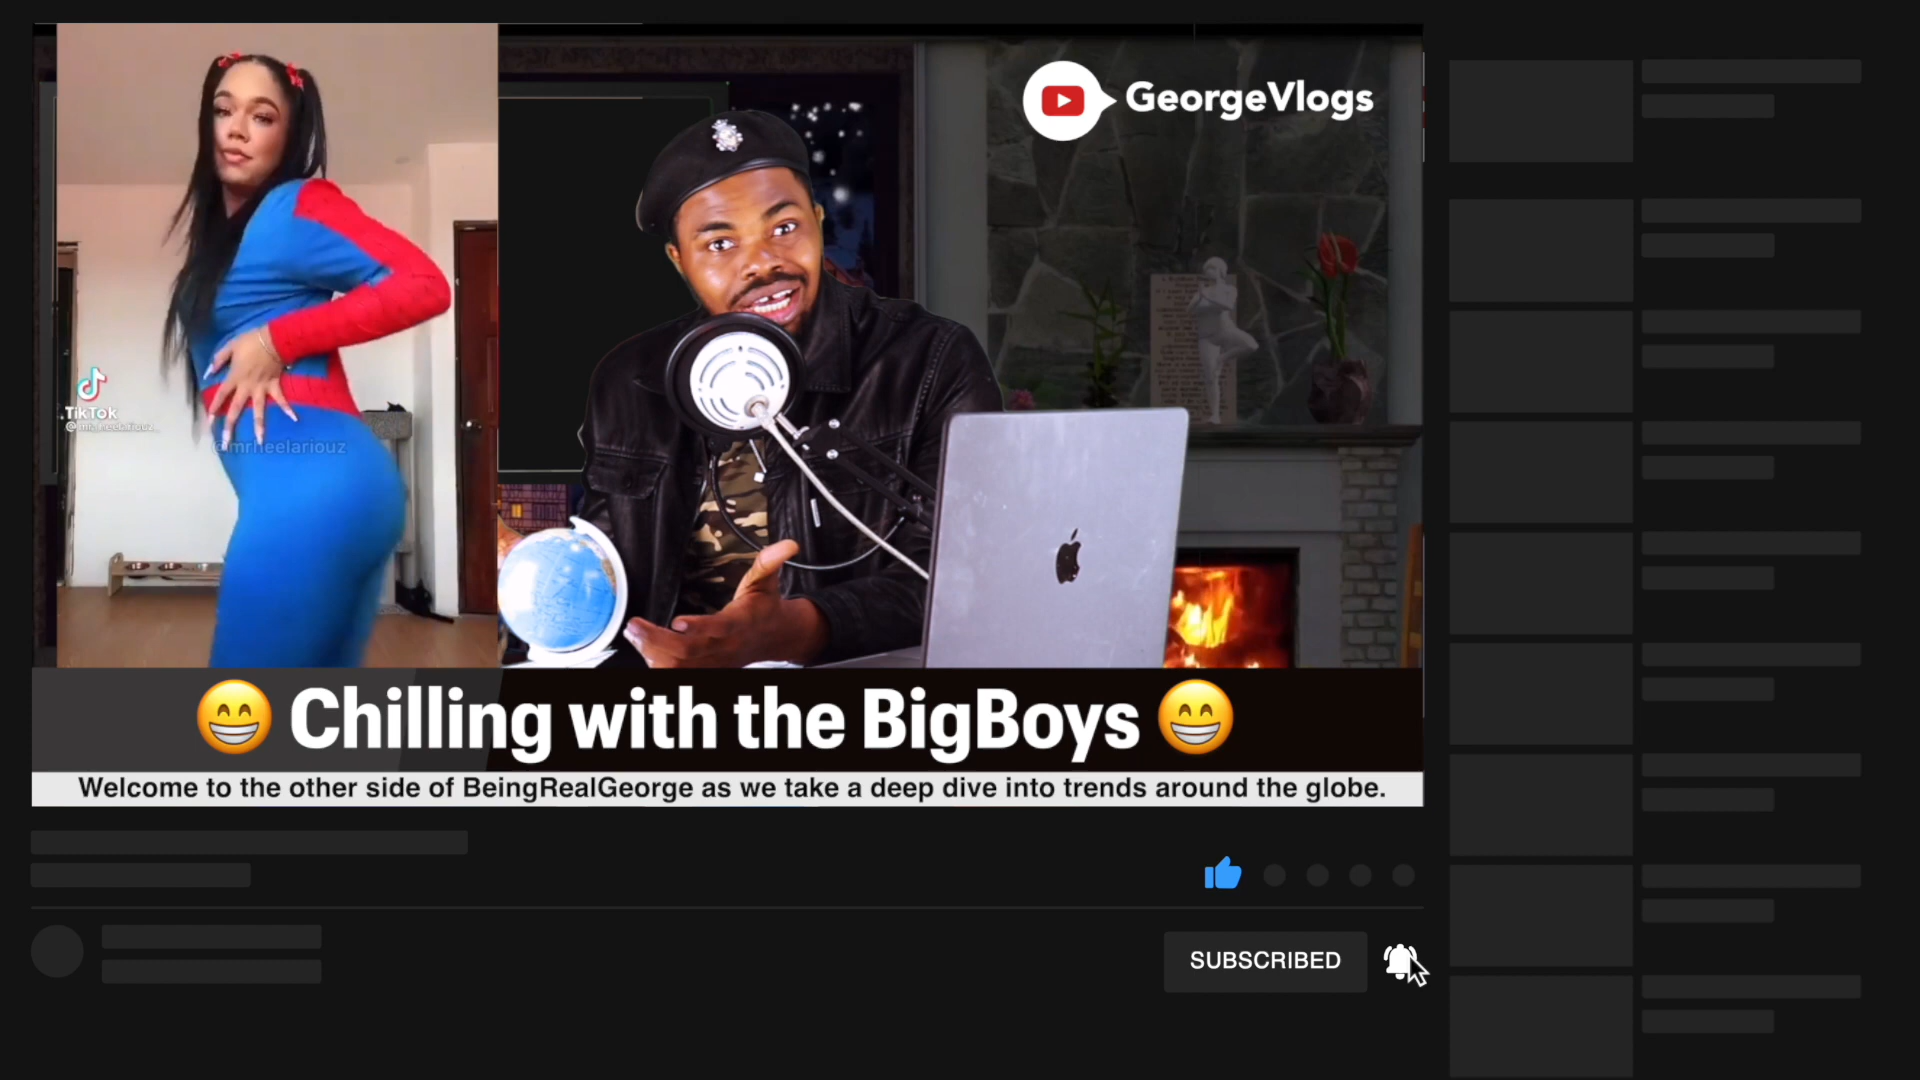 GeorgeVlogs
TikTok
@mrheelariouz
😁 Chilling with the BigBoys 😁
Welcome to the other side of BeingRealGeorge as we take a deep dive into trends around the globe.
SUBSCRIBED